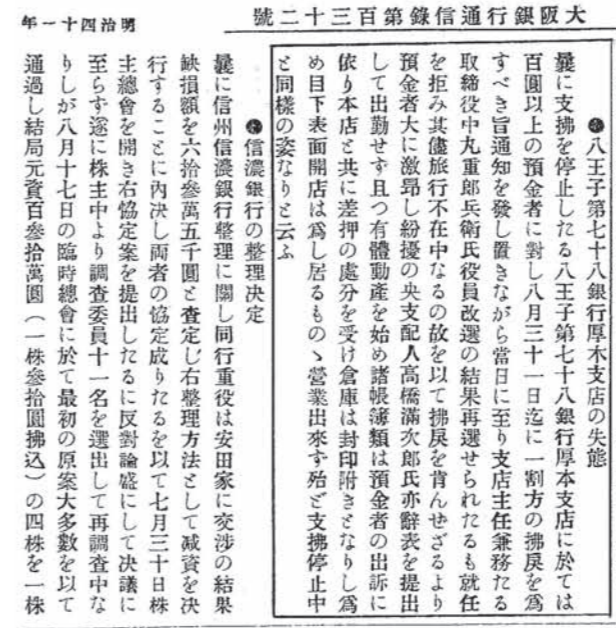 大阪銀行通信錄第百三十二號
明治四十一年
●八王子第七十八銀行厚木支店の失態
曩に支拂を停止したる八王子第七十八銀行厚本支店に於ては
百圓以上の預金者に對し八月三十一日迄に一割方の拂戾を爲
すべき旨通知を發し置きながら當日に至り支店主任兼務たる
取締役中丸重郎兵衛氏役員改選の結果再選せられたるも就任
を拒み其儘旅行不在中なるの故を以て拂戾を肯んせざるより
預金者大に激昻し紛擾の央支配人高橋滿次郎氏亦辭表を提出
して出勤せず且つ有體動產を始め諸帳簿類は預金者の出訴に
依り本店と共に差押の處分を受け倉庫は封印附きとなりし爲
め目下表面開店は爲し居るものゝ營業出來ず殆ど支拂停止中
と同樣の姿なりと云ふ
●信濃銀行の整理决定
曩に信州信濃銀行整理に關し同行重役は安田家に交涉の結果
缺損額を六拾參萬五千圓と査定し右整理方法として減資を决
行することに內决し兩者の協定成りたるを以て七月三十日株
主總會を開き右協定案を提出したるに反對論盛にして决議に
至らず遂に株主中より調査委員十一名を選出して再調査中な
りしが八月十七日の臨時總會に於て最初の原案大多數を以て
通過し結局元資百參拾萬圓(一株參拾圓拂込)の四株を一株